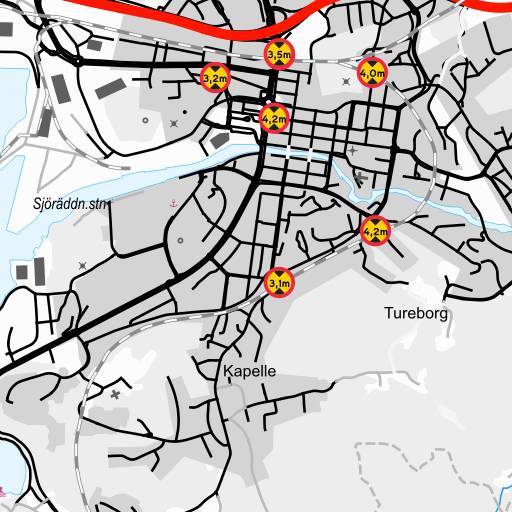 3,5m
4,0m
3,2m
4,2m
Sjöräddn.stn
4,2m
3,1m
Tureborg
Kapelle